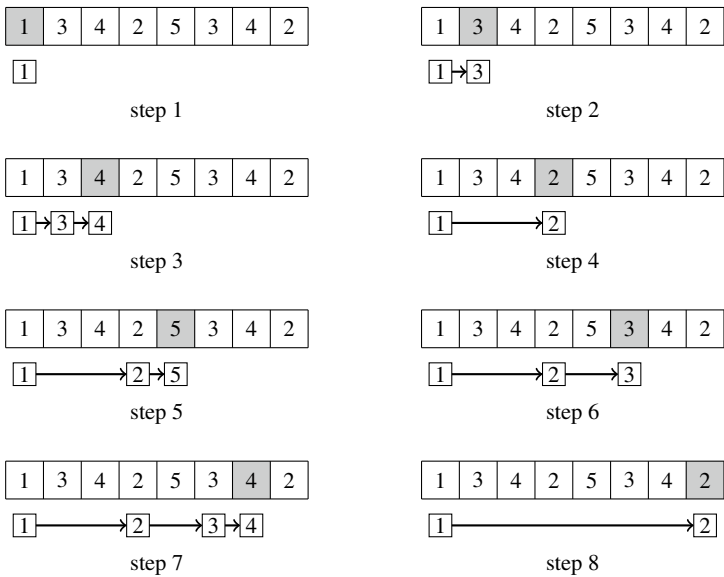 1 3 4 2 5 3 4 2
1
step 1
1 3 4 2 5 3 4 2
1 3
step 2
1 3 4 2 5 3 4 2
1 3 4
step 3
1 3 4 2 5 3 4 2
1 2
step 4
1 3 4 2 5 3 4 2
1 2 5
step 5
1 3 4 2 5 3 4 2
1 2 3
step 6
1 3 4 2 5 3 4 2
1 2 3 4
step 7
1 3 4 2 5 3 4 2
1 2
step 8